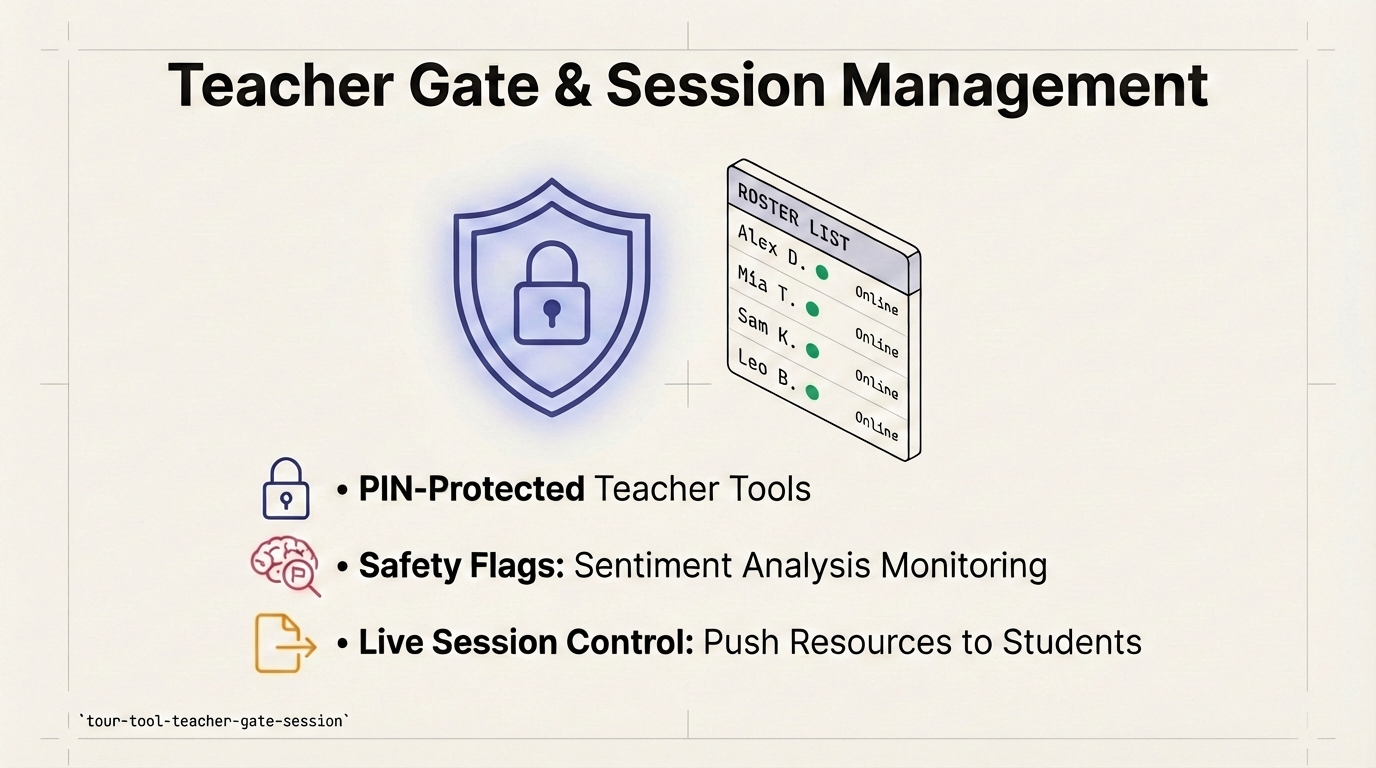 Teacher Gate & Session Management
ROSTER LIST
Alex D. Online
Mia T. Online
Sam K. Online
Leo B. Online
• PIN-Protected Teacher Tools
P
• Safety Flags: Sentiment Analysis Monitoring
• Live Session Control: Push Resources to Students
`tour-tool-teacher-gate-session`